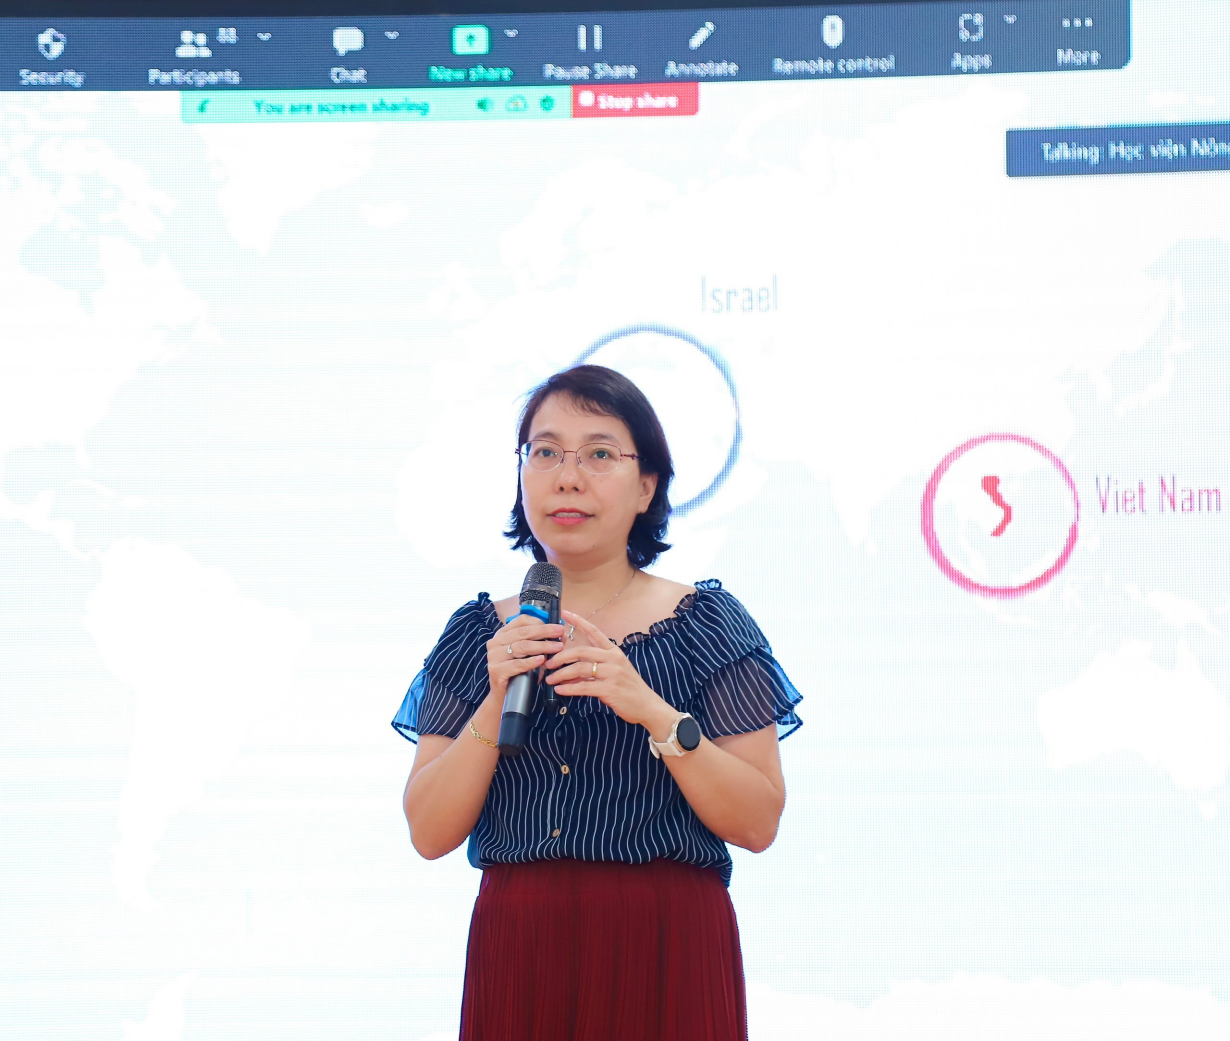 Security
Participants
88
Chat
New share
Pause Share
Annotate
Remote control
Apps
More
You are screen sharing
Stop share
Talking: Học viện Nôn
Israel
Viet Nam